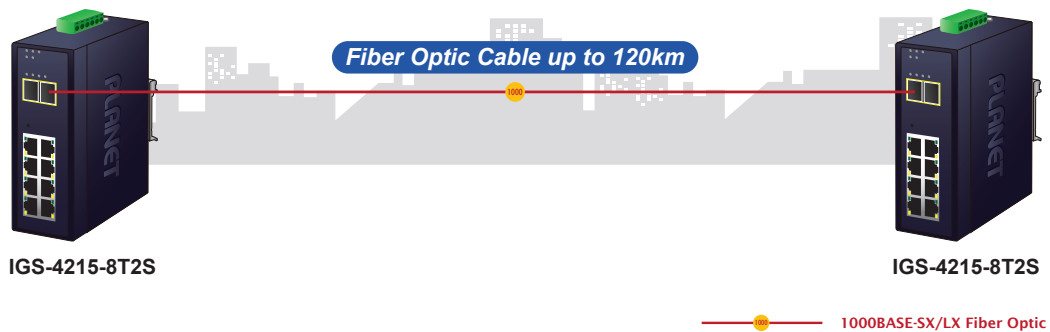 Fiber Optic Cable up to 120km
1000
PLANET
PLANET
IGS-4215-8T2S
IGS-4215-8T2S
1000
1000BASE-SX/LX Fiber Optic